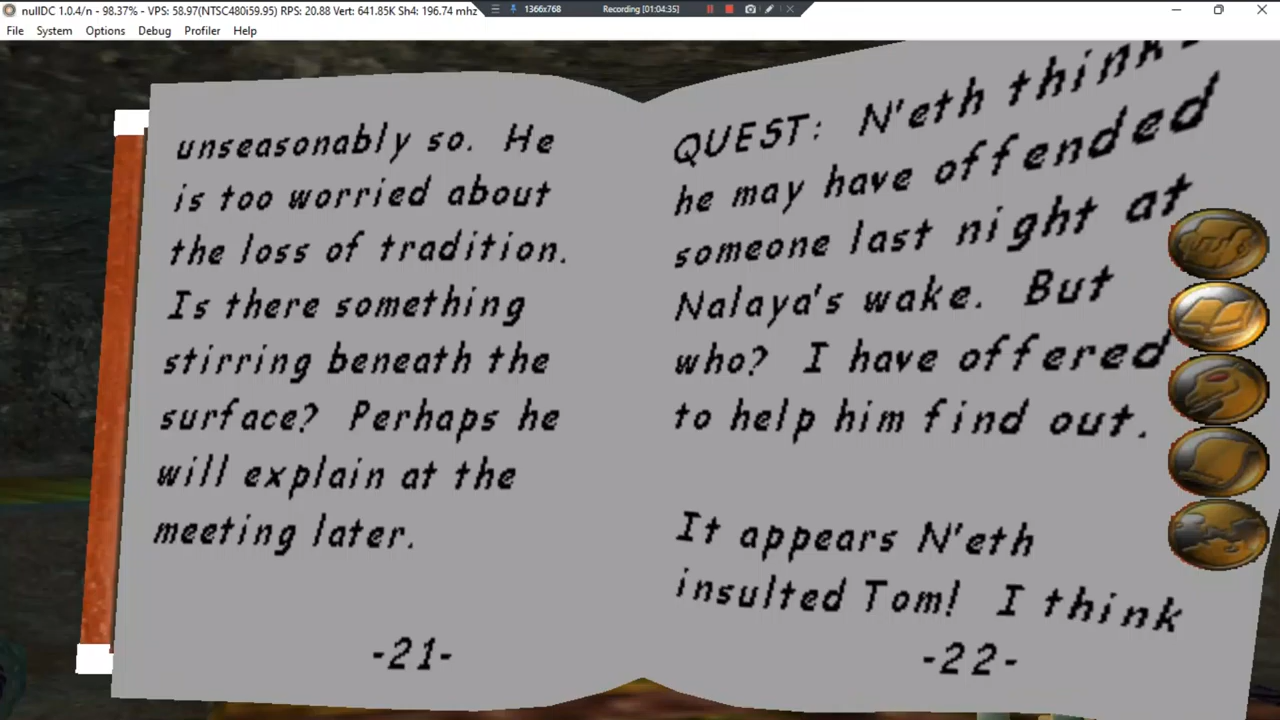 nullDC 1.0.4/n - 98.37% - VPS: 58.97(NTSC480i59.95) RPS: 20.88 Vert: 641.85K Sh4: 196.74 mhz
1366x768
Recording [01:04:35]
File System Options Debug Profiler Help
unseasonably so. He
is too worried about
the loss of tradition.
Is there something
stirring beneath the
surface? Perhaps he
will explain at the
meeting later.
-21-
QUEST: N'eth thinks
he may have offended
someone last night at
Nalaya's wake. But
who? I have offered
to help him find out.
It appears N'eth
insulted Tom! I think
-22-